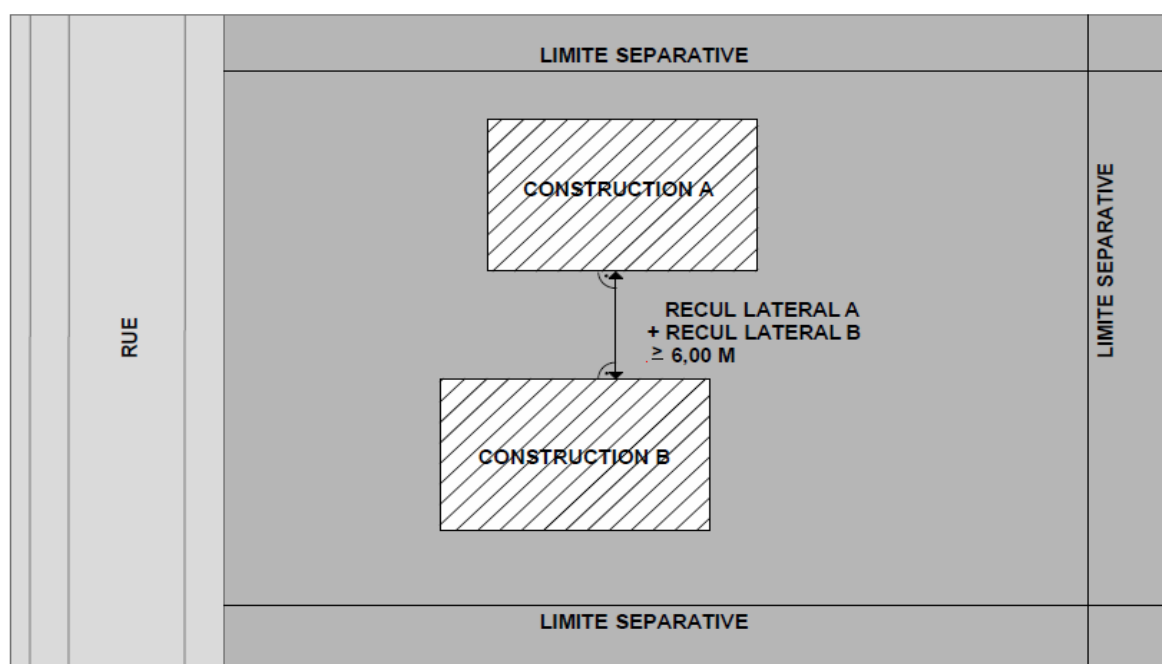 LIMITE SEPARATIVE
CONSTRUCTION A
LIMITE SEPARATIVE
RUE
RECUL LATERAL A
+ RECUL LATERAL B
≥ 6,00 M
CONSTRUCTION B
LIMITE SEPARATIVE